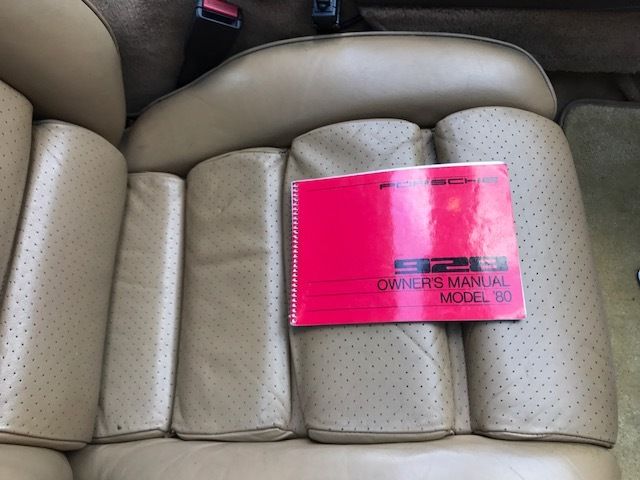 PORSCHE
928
OWNER'S MANUAL
MODEL '80